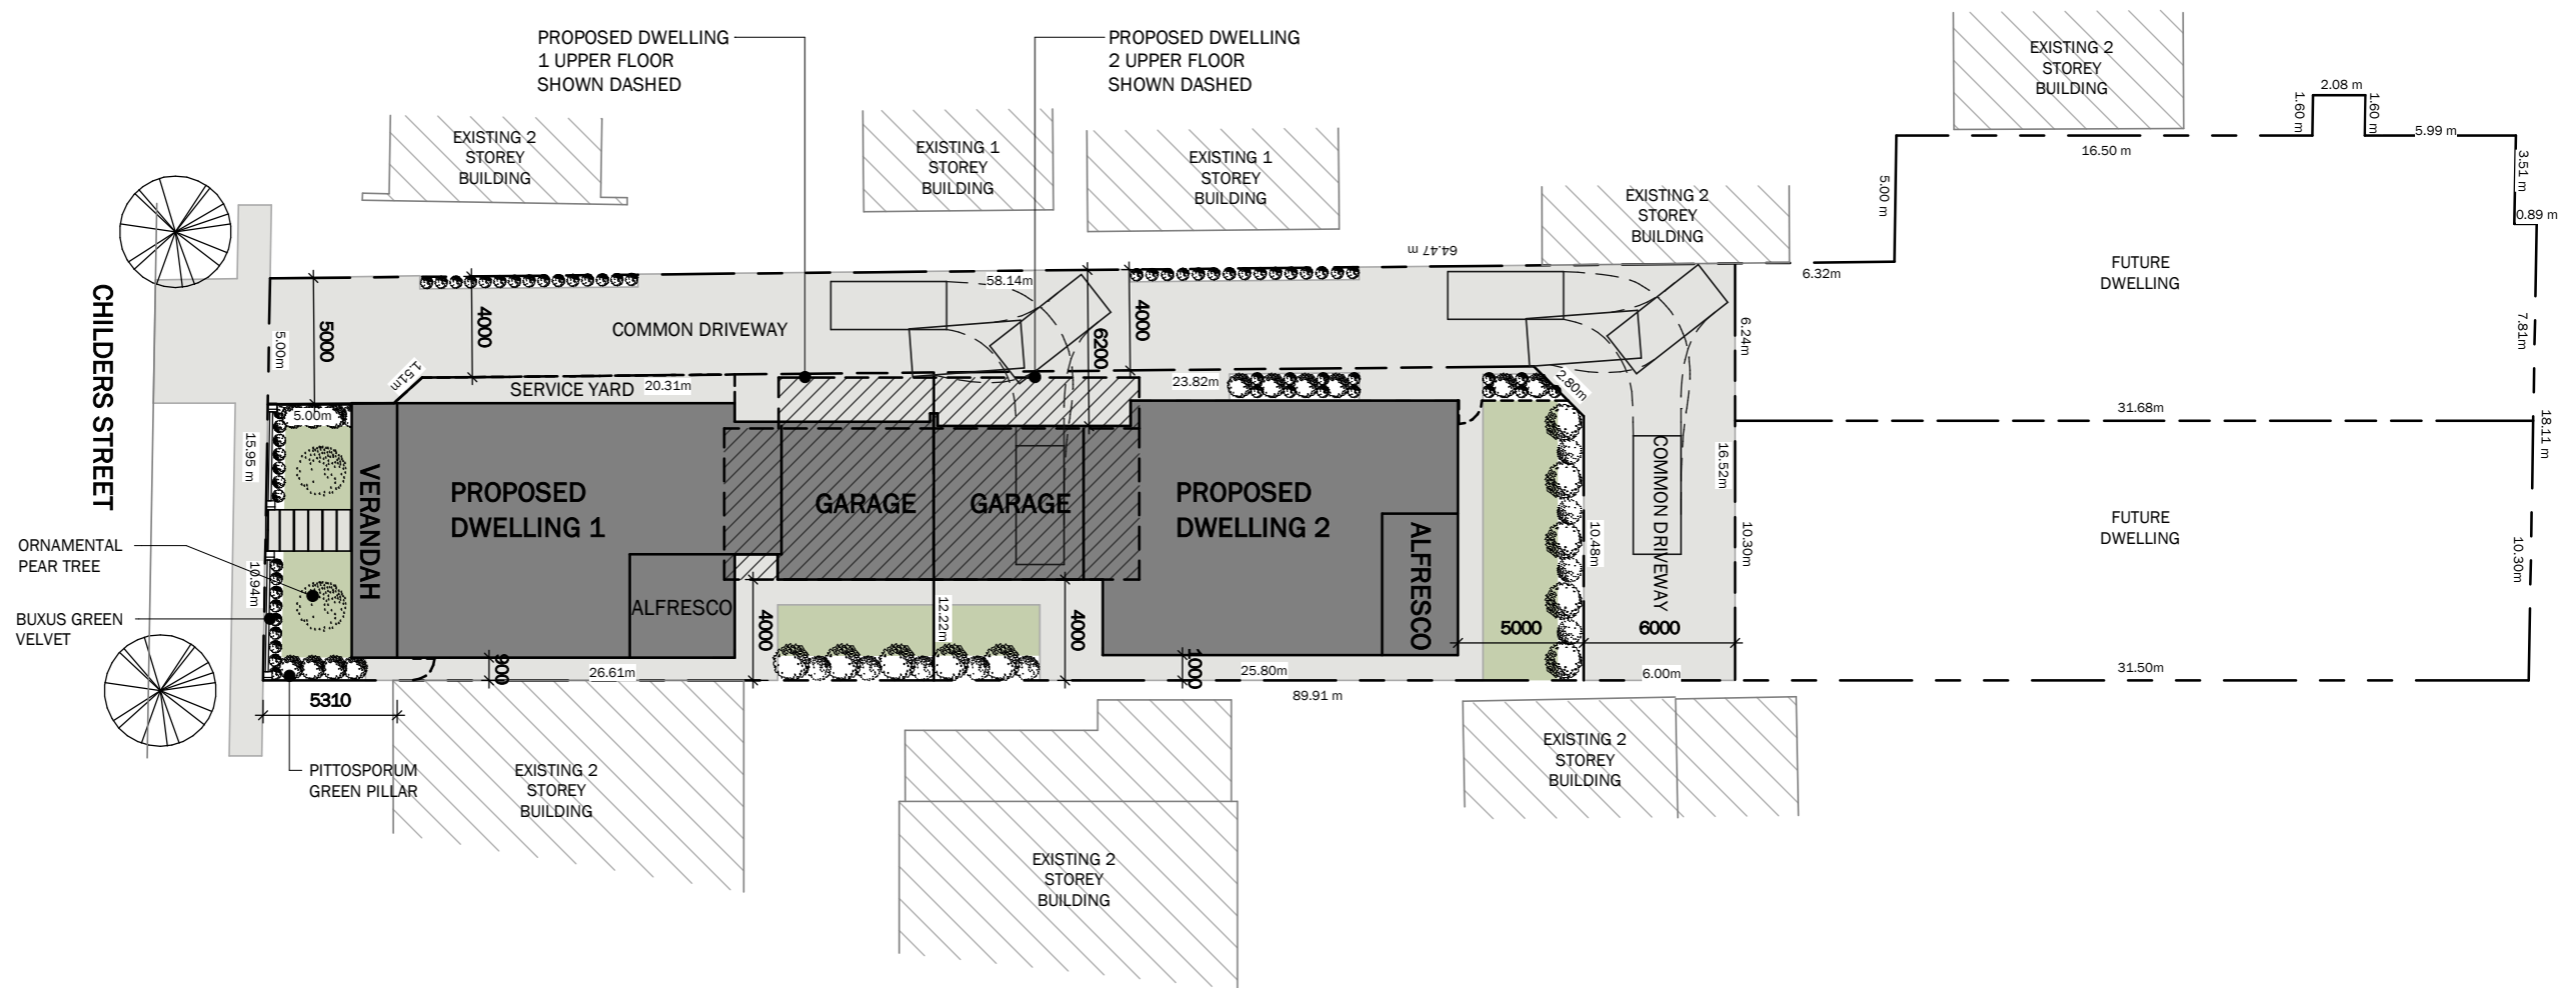 PROPOSED DWELLING
1 UPPER FLOOR
SHOWN DASHED
PROPOSED DWELLING
2 UPPER FLOOR
SHOWN DASHED
EXISTING 2
STOREY
BUILDING
2.08 m
1.60 m
1.60 m
5.99 m
16.50 m
3.51 m
0.89 m
EXISTING 2
STOREY
BUILDING
EXISTING 1
STOREY
BUILDING
EXISTING 1
STOREY
BUILDING
EXISTING 2
STOREY
BUILDING
5.00 m
64.47 m
6.32m
FUTURE
DWELLING
7.81m
CHILDERS STREET
5.00m
5000
4000
COMMON DRIVEWAY
58.14m
6200
4000
6.24m
1.51m
SERVICE YARD
20.31m
23.82m
2.80m
31.68m
18.11 m
5.00m
15.95 m
VERANDAH
PROPOSED
DWELLING 1
GARAGE
GARAGE
PROPOSED
DWELLING 2
ALFRESCO
10.48m
COMMON DRIVEWAY
16.52m
10.30m
FUTURE
DWELLING
10.30m
ORNAMENTAL
PEAR TREE
10.94m
BUXUS GREEN
VELVET
ALFRESCO
4000
12.22m
4000
5000
6000
900
26.61m
1000
25.80m
6.00m
31.50m
5310
89.91 m
PITTOSPORUM
GREEN PILLAR
EXISTING 2
STOREY
BUILDING
EXISTING 2
STOREY
BUILDING
EXISTING 2
STOREY
BUILDING